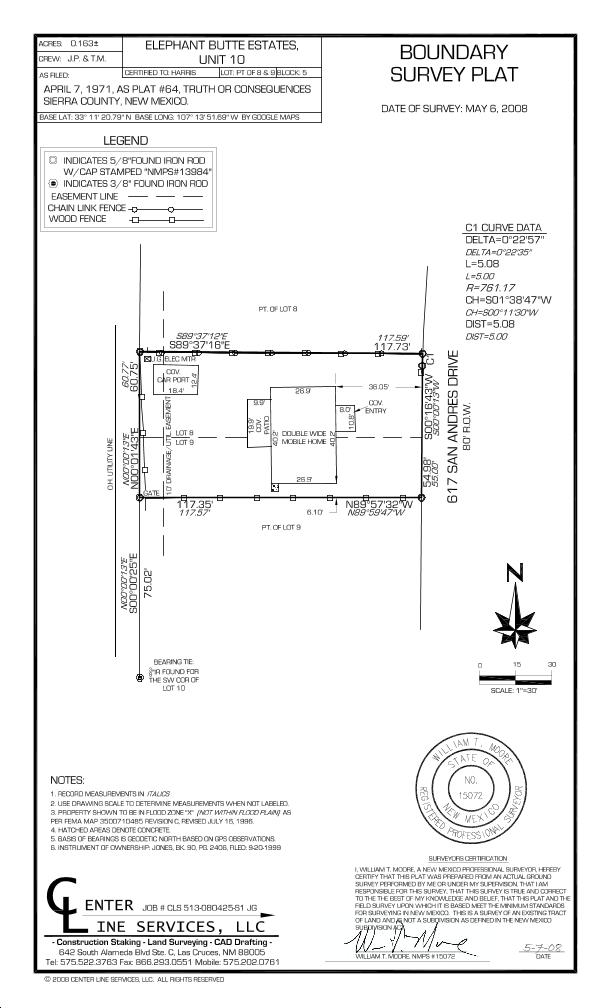 ACRES: 0.163±
CREW: J.P. & T.M.
ELEPHANT BUTTE ESTATES,
UNIT 10
CERTIFIED TO: HARRIS
LOT: PT OF 8 & 9
BLOCK: 5
AS FILED:
APRIL 7, 1971, AS PLAT #64, TRUTH OR CONSEQUENCES
SIERRA COUNTY, NEW MEXICO.
BASE LAT: 33° 11' 20.79" N BASE LONG: 107° 13' 51.69" W BY GOOGLE MAPS
BOUNDARY
SURVEY PLAT
DATE OF SURVEY: MAY 6, 2008
LEGEND
INDICATES 5/8"FOUND IRON ROD
W/CAP STAMPED "NMPS#13984"
INDICATES 3/8" FOUND IRON ROD
EASEMENT LINE
CHAIN LINK FENCE
WOOD FENCE
C1 CURVE DATA
DELTA=0°22'57"
DELTA=0°22'35"
L=5.08
L=5.00
R=761.17
CH=S01°38'47"W
CH=S00°11'30"W
DIST=5.08
DIST=5.00
PT. OF LOT 8
S89°37'12"E
S89°37'16"E
117.59'
117.73'
C1
ELEC MTR
COV.
CAR PORT
18.4'
12.4'
60.77'
60.75'
N00°00'13"E
N00°01'43"E
O.H. UTILITY LINE
10' DRAINAGE/UTIL. EASEMENT
LOT 8
LOT 9
9.9'
COV.
PATIO
26.9'
40.2'
DOUBLE WIDE
MOBILE HOME
40.2'
26.9'
36.05'
8.0'
10.8'
COV.
ENTRY
S00°16'43"W
S00°00'13"W
54.98'
55.00'
617 SAN ANDRES DRIVE
80' R.O.W.
GATE
117.35'
117.57'
6.10'
N89°57'32"W
N89°59'47"W
PT. OF LOT 9
N00°00'13"E
S00°00'25"E
75.02'
BEARING TIE:
IR FOUND FOR
THE SW COR OF
LOT 10
N
0 15 30
SCALE: 1"=30'
WILLIAM T. MOORE
STATE OF
NO.
15072
NEW MEXICO
REGISTERED PROFESSIONAL SURVEYOR
NOTES:
1. RECORD MEASUREMENTS IN ITALICS
2. USE DRAWING SCALE TO DETERMINE MEASUREMENTS WHEN NOT LABELED.
3. PROPERTY SHOWN TO BE IN FLOOD ZONE "X" (NOT WITHIN FLOOD PLAIN) AS
PER FEMA MAP 3500710485 REVISION C, REVISED JULY 16, 1996.
4. HATCHED AREAS DENOTE CONCRETE.
5. BASIS OF BEARINGS IS GEODETIC NORTH BASED ON GPS OBSERVATIONS.
6. INSTRUMENT OF OWNERSHIP: JONES, BK. 90, PG. 2406, FILED: 9-20-1999
SURVEYOR'S CERTIFICATION
I, WILLIAM T. MOORE, A NEW MEXICO PROFESSIONAL SURVEYOR, HEREBY
CERTIFY THAT THIS PLAT WAS PREPARED FROM AN ACTUAL GROUND
SURVEY PERFORMED BY ME OR UNDER MY SUPERVISION, THAT I AM
RESPONSIBLE FOR THIS SURVEY, THAT THIS SURVEY IS TRUE AND CORRECT
TO THE THE BEST OF MY KNOWLEDGE AND BELIEF, THAT THIS PLAT AND THE
FIELD SURVEY UPON WHICH IT IS BASED MEET THE MINIMUM STANDARDS
FOR SURVEYING IN NEW MEXICO. THIS IS A SURVEY OF AN EXISTING TRACT
OF LAND AND IS NOT A SUBDIVISION AS DEFINED IN THE NEW MEXICO
SUBDIVISION ACT.
William T. Moore
WILLIAM T. MOORE, NMPS #15072
5-7-08
DATE
CENTER JOB # CLS 513-080425-S1 JG
LINE SERVICES, LLC
- Construction Staking - Land Surveying - CAD Drafting -
642 South Alameda Blvd Ste. C, Las Cruces, NM 88005
Tel: 575.522.3763 Fax: 866.293.0551 Mobile: 575.202.0761
© 2008 CENTER LINE SERVICES, LLC. ALL RIGHTS RESERVED